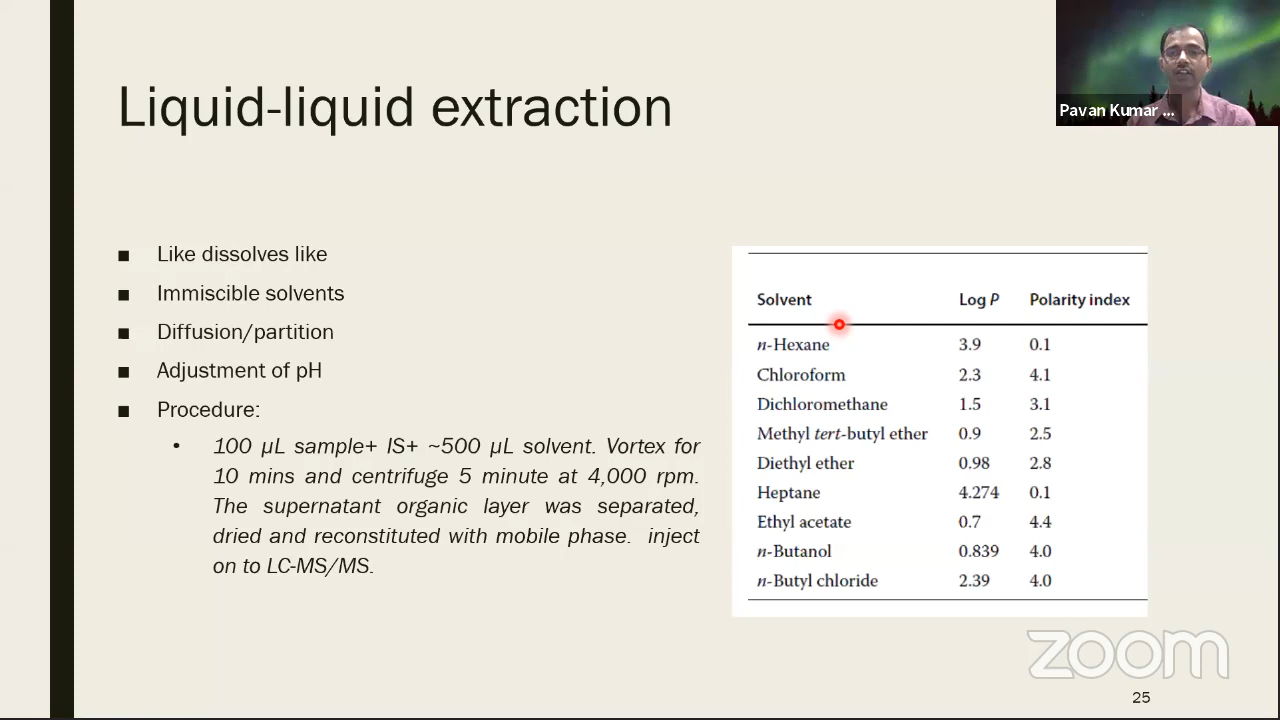 Liquid-liquid extraction
Pavan Kumar ...
■ Like dissolves like
■ Immiscible solvents
■ Diffusion/partition
■ Adjustment of pH
■ Procedure:
• 100 µL sample+ IS+ ~500 µL solvent. Vortex for
10 mins and centrifuge 5 minute at 4,000 rpm.
The supernatant organic layer was separated,
dried and reconstituted with mobile phase. inject
on to LC-MS/MS.
Solvent Log P Polarity index
n-Hexane 3.9 0.1
Chloroform 2.3 4.1
Dichloromethane 1.5 3.1
Methyl tert-butyl ether 0.9 2.5
Diethyl ether 0.98 2.8
Heptane 4.274 0.1
Ethyl acetate 0.7 4.4
n-Butanol 0.839 4.0
n-Butyl chloride 2.39 4.0
zoom
25